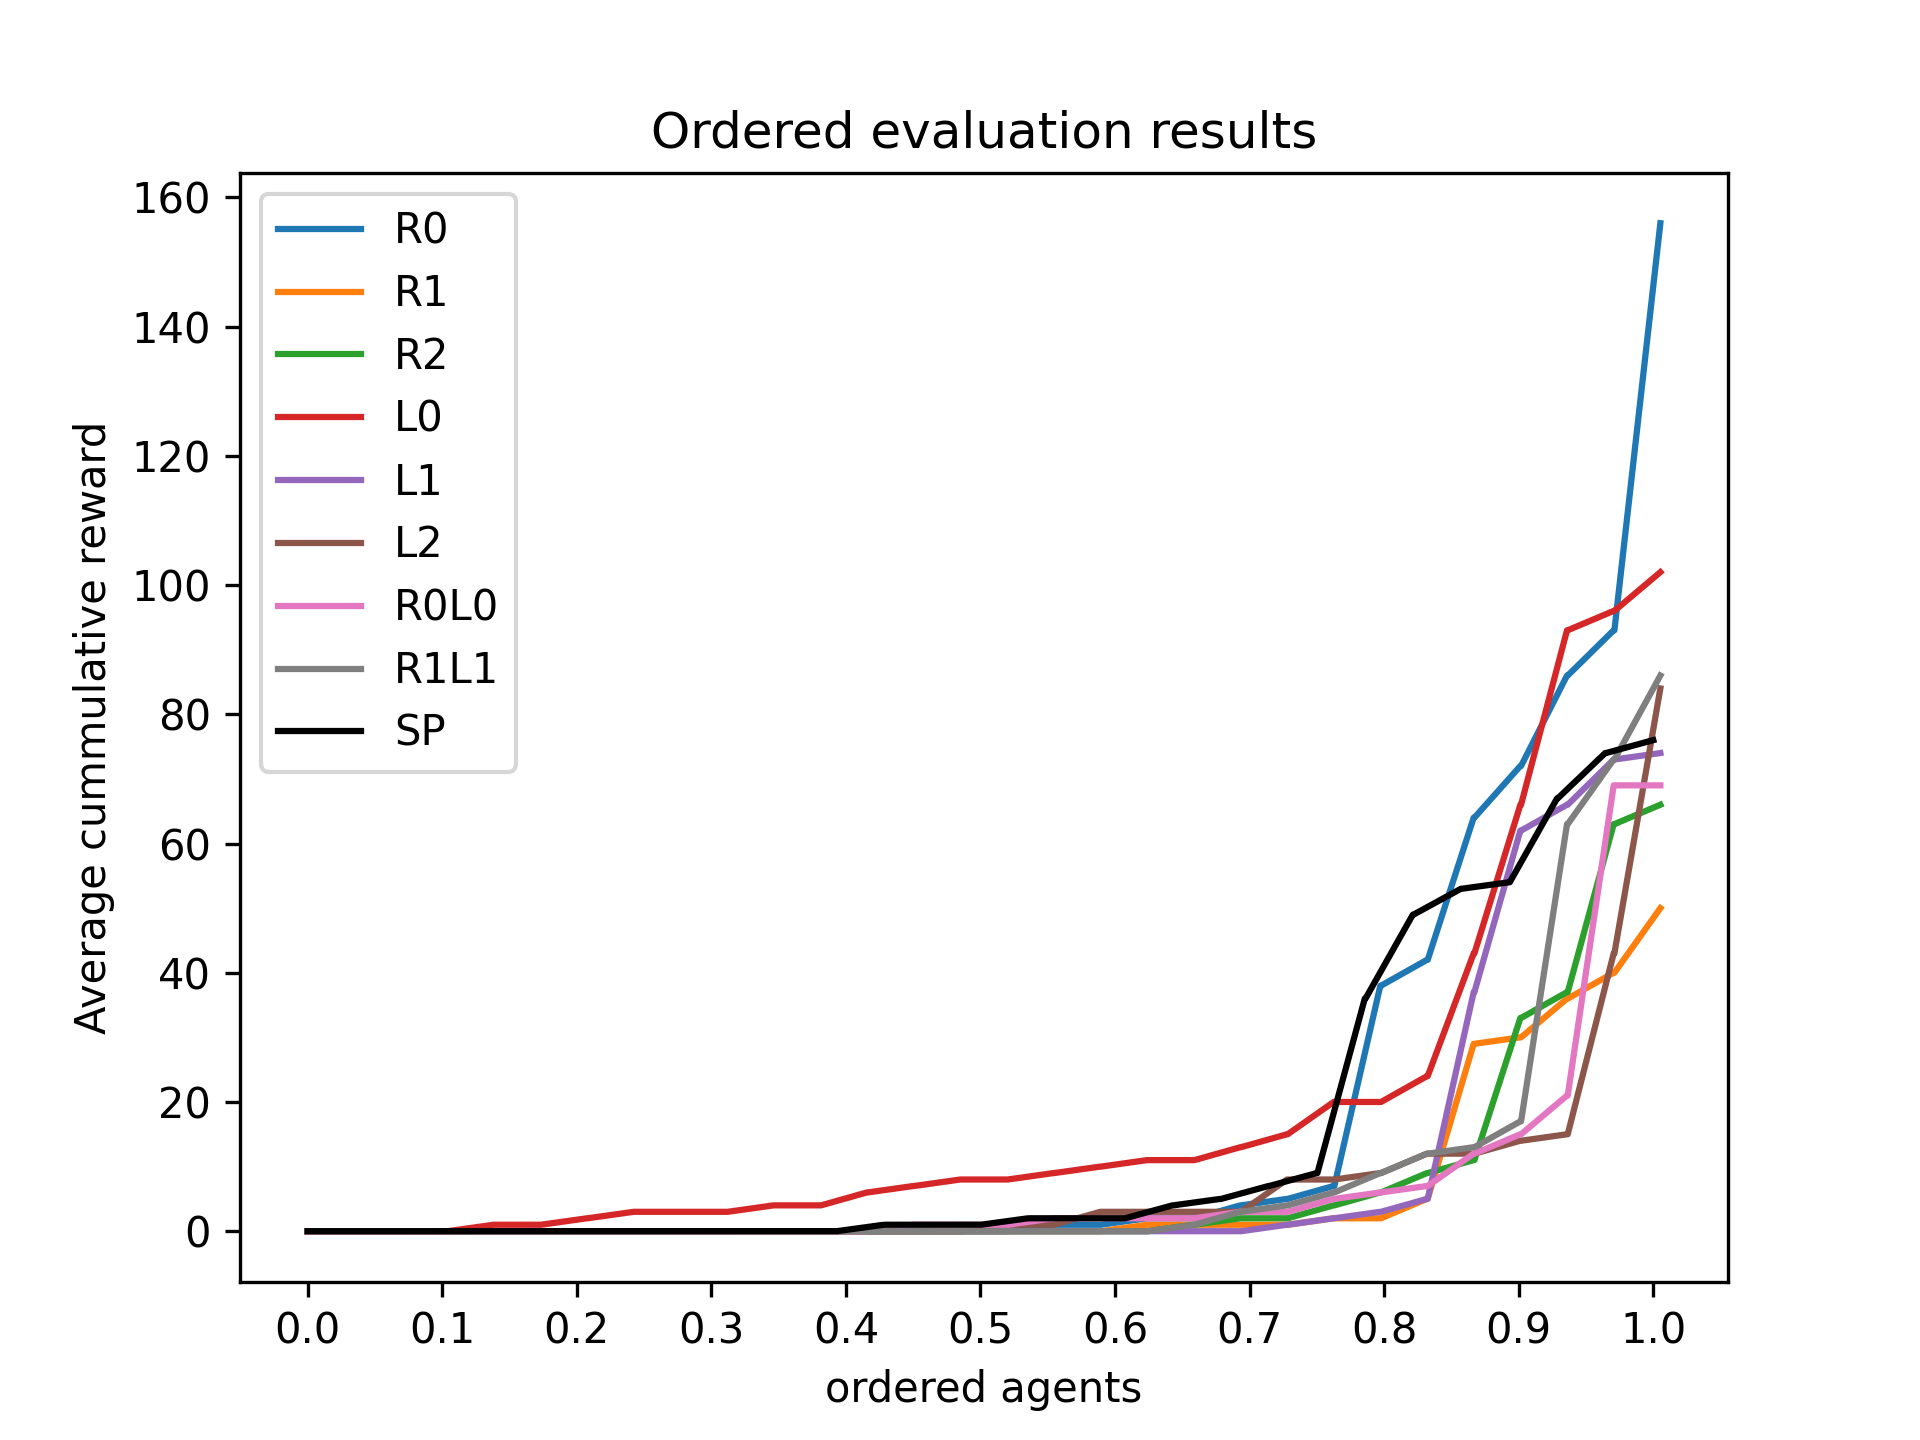 Ordered evaluation results
160
140
120
100
80
60
40
20
0
Average cummulative reward
R0
R1
R2
L0
L1
L2
R0L0
R1L1
SP
0.0 0.1 0.2 0.3 0.4 0.5 0.6 0.7 0.8 0.9 1.0
ordered agents